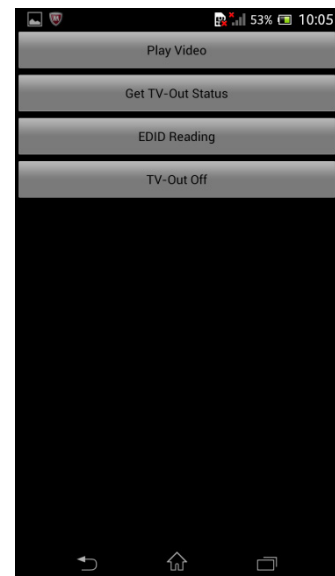 53% 10:05
Play Video
Get TV-Out Status
EDID Reading
TV-Out Off